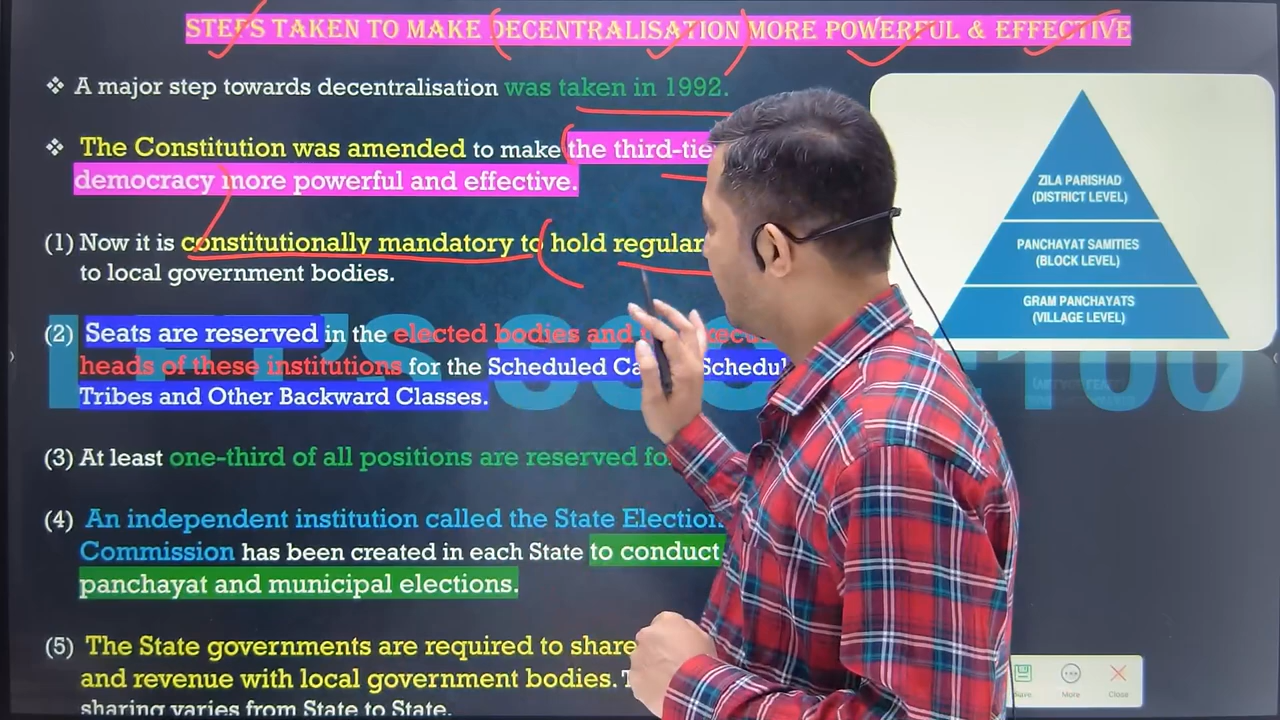 STEPS TAKEN TO MAKE DECENTRALISATION MORE POWERFUL & EFFECTIVE
❖ A major step towards decentralisation was taken in 1992.
❖ The Constitution was amended to make the third-tie
democracy more powerful and effective.
(1) Now it is constitutionally mandatory to hold regular
to local government bodies.
(2) Seats are reserved in the elected bodies and
heads of these institutions for the Scheduled Schedul
Tribes and Other Backward Classes.
(3) At least one-third of all positions are reserved
(4) An independent institution called the State Election
Commission has been created in each State to conduct
panchayat and municipal elections.
(5) The State governments are required to share
and revenue with local government bodies.
sharing varies from State to State.
ZILA PARISHAD
(DISTRICT LEVEL)
PANCHAYAT SAMITIES
(BLOCK LEVEL)
GRAM PANCHAYATS
(VILLAGE LEVEL)
Save More Close